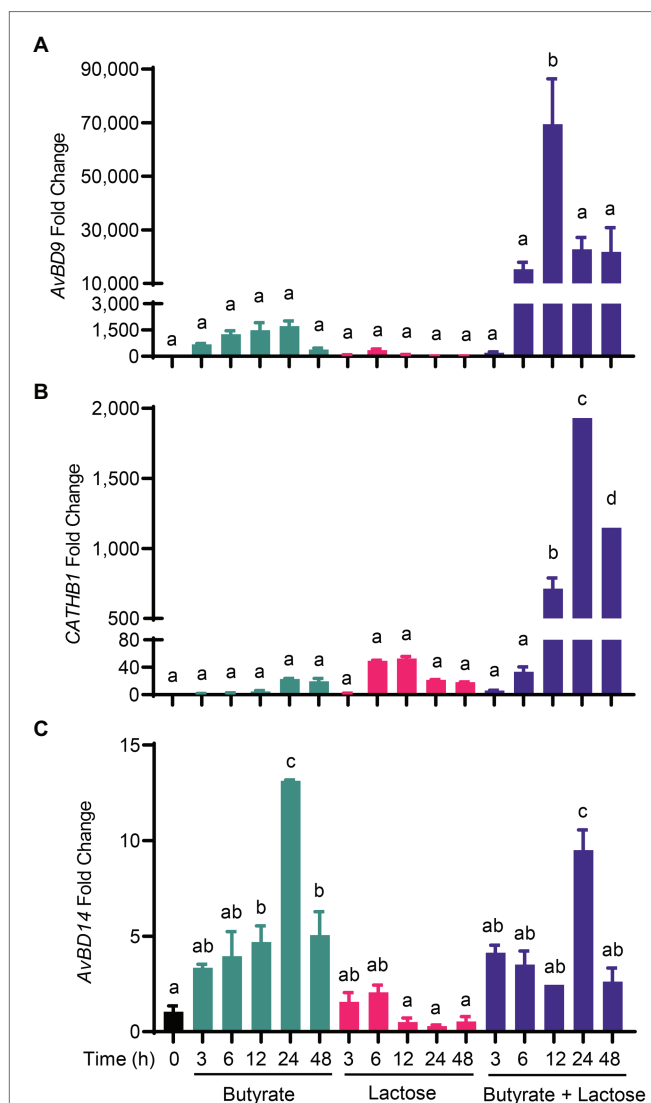 A
AvBD9 Fold Change
90,000
70,000
50,000
30,000
10,000
3,000
1,500
0
a a a a a a a a a a a a a b a a
B
CATHB1 Fold Change
2,000
1,500
1,000
500
80
40
0
a a a a a a a a a a a a a b c d
C
AvBD14 Fold Change
15
10
5
0
a ab ab b c b ab ab a a a ab ab ab c ab
Time (h) 0 3 6 12 24 48 3 6 12 24 48 3 6 12 24 48
Butyrate Lactose Butyrate + Lactose